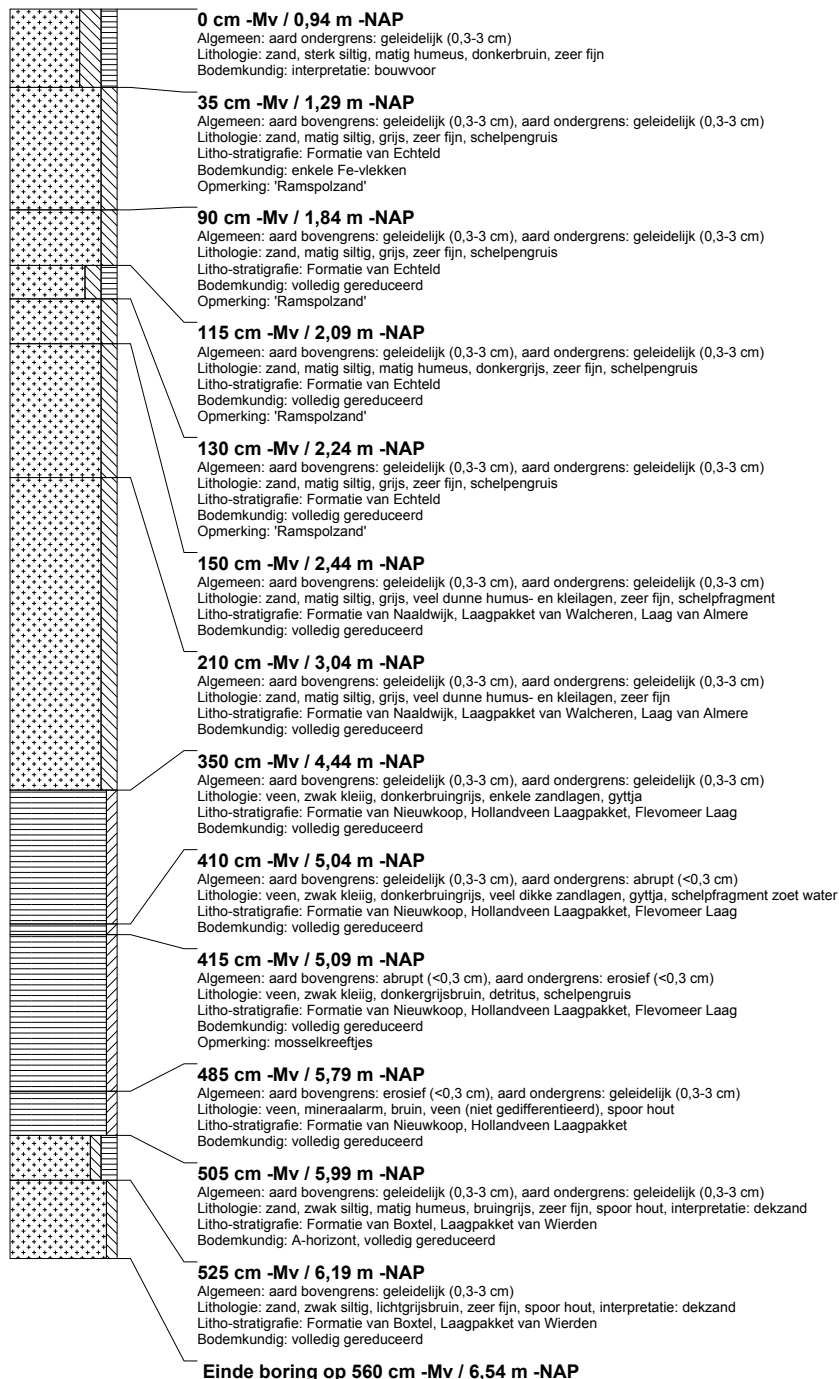 0 cm -Mv / 0,94 m -NAP
Algemeen: aard ondergrens: geleidelijk (0,3-3 cm)
Lithologie: zand, sterk siltig, matig humeus, donkerbruin, zeer fijn
Bodemkundig: interpretatie: bouwvoor
35 cm -Mv / 1,29 m -NAP
Algemeen: aard bovengrens: geleidelijk (0,3-3 cm), aard ondergrens: geleidelijk (0,3-3 cm)
Lithologie: zand, matig siltig, grijs, zeer fijn, schelpengruis
Litho-stratigrafie: Formatie van Echteld
Bodemkundig: enkele Fe-vlekken
Opmerking: 'Ramspolzand'
90 cm -Mv / 1,84 m -NAP
Algemeen: aard bovengrens: geleidelijk (0,3-3 cm), aard ondergrens: geleidelijk (0,3-3 cm)
Lithologie: zand, matig siltig, grijs, zeer fijn, schelpengruis
Litho-stratigrafie: Formatie van Echteld
Bodemkundig: volledig gereduceerd
Opmerking: 'Ramspolzand'
115 cm -Mv / 2,09 m -NAP
Algemeen: aard bovengrens: geleidelijk (0,3-3 cm), aard ondergrens: geleidelijk (0,3-3 cm)
Lithologie: zand, matig siltig, matig humeus, donkergrijs, zeer fijn, schelpengruis
Litho-stratigrafie: Formatie van Echteld
Bodemkundig: volledig gereduceerd
Opmerking: 'Ramspolzand'
130 cm -Mv / 2,24 m -NAP
Algemeen: aard bovengrens: geleidelijk (0,3-3 cm), aard ondergrens: geleidelijk (0,3-3 cm)
Lithologie: zand, matig siltig, grijs, zeer fijn, schelpengruis
Litho-stratigrafie: Formatie van Echteld
Bodemkundig: volledig gereduceerd
Opmerking: 'Ramspolzand'
150 cm -Mv / 2,44 m -NAP
Algemeen: aard bovengrens: geleidelijk (0,3-3 cm), aard ondergrens: geleidelijk (0,3-3 cm)
Lithologie: zand, matig siltig, grijs, veel dunne humus- en kleilagen, zeer fijn, schelpfragment
Litho-stratigrafie: Formatie van Naaldwijk, Laagpakket van Walcheren, Laag van Almere
Bodemkundig: volledig gereduceerd
210 cm -Mv / 3,04 m -NAP
Algemeen: aard bovengrens: geleidelijk (0,3-3 cm), aard ondergrens: geleidelijk (0,3-3 cm)
Lithologie: zand, matig siltig, grijs, veel dunne humus- en kleilagen, zeer fijn
Litho-stratigrafie: Formatie van Naaldwijk, Laagpakket van Walcheren, Laag van Almere
Bodemkundig: volledig gereduceerd
350 cm -Mv / 4,44 m -NAP
Algemeen: aard bovengrens: geleidelijk (0,3-3 cm), aard ondergrens: geleidelijk (0,3-3 cm)
Lithologie: veen, zwak kleiig, donkerbruingrijs, enkele zandlagen, gyttja
Litho-stratigrafie: Formatie van Nieuwkoop, Hollandveen Laagpakket, Flevomeer Laag
Bodemkundig: volledig gereduceerd
410 cm -Mv / 5,04 m -NAP
Algemeen: aard bovengrens: geleidelijk (0,3-3 cm), aard ondergrens: abrupt (<0,3 cm)
Lithologie: veen, zwak kleiig, donkerbruingrijs, veel dikke zandlagen, gyttja, schelpfragment zoet water
Litho-stratigrafie: Formatie van Nieuwkoop, Hollandveen Laagpakket, Flevomeer Laag
Bodemkundig: volledig gereduceerd
415 cm -Mv / 5,09 m -NAP
Algemeen: aard bovengrens: abrupt (<0,3 cm), aard ondergrens: erosief (<0,3 cm)
Lithologie: veen, zwak kleiig, donkergrijsbruin, detritus, schelpengruis
Litho-stratigrafie: Formatie van Nieuwkoop, Hollandveen Laagpakket, Flevomeer Laag
Bodemkundig: volledig gereduceerd
Opmerking: mosselkreeftjes
485 cm -Mv / 5,79 m -NAP
Algemeen: aard bovengrens: erosief (<0,3 cm), aard ondergrens: geleidelijk (0,3-3 cm)
Lithologie: veen, mineraalarm, bruin, veen (niet gedifferentieerd), spoor hout
Litho-stratigrafie: Formatie van Nieuwkoop, Hollandveen Laagpakket
Bodemkundig: volledig gereduceerd
505 cm -Mv / 5,99 m -NAP
Algemeen: aard bovengrens: geleidelijk (0,3-3 cm), aard ondergrens: geleidelijk (0,3-3 cm)
Lithologie: zand, zwak siltig, matig humeus, bruingrijs, zeer fijn, spoor hout, interpretatie: dekzand
Litho-stratigrafie: Formatie van Boxtel, Laagpakket van Wierden
Bodemkundig: A-horizont, volledig gereduceerd
525 cm -Mv / 6,19 m -NAP
Algemeen: aard bovengrens: geleidelijk (0,3-3 cm)
Lithologie: zand, zwak siltig, lichtgrijsbruin, zeer fijn, spoor hout, interpretatie: dekzand
Litho-stratigrafie: Formatie van Boxtel, Laagpakket van Wierden
Bodemkundig: volledig gereduceerd
Einde boring op 560 cm -Mv / 6,54 m -NAP